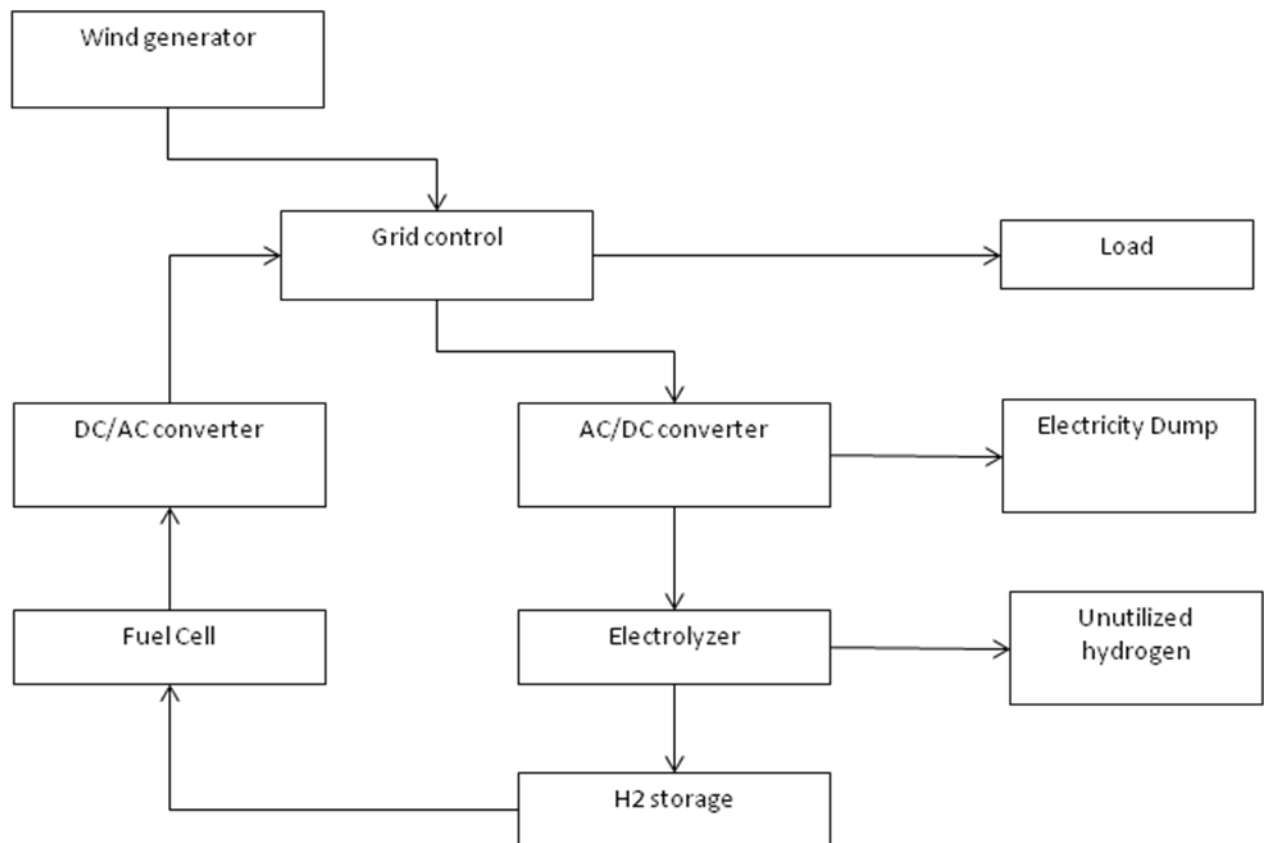 Wind generator
Grid control
Load
DC/AC converter
AC/DC converter
Electricity Dump
Fuel Cell
Electrolyzer
Unutilized
hydrogen
H2 storage